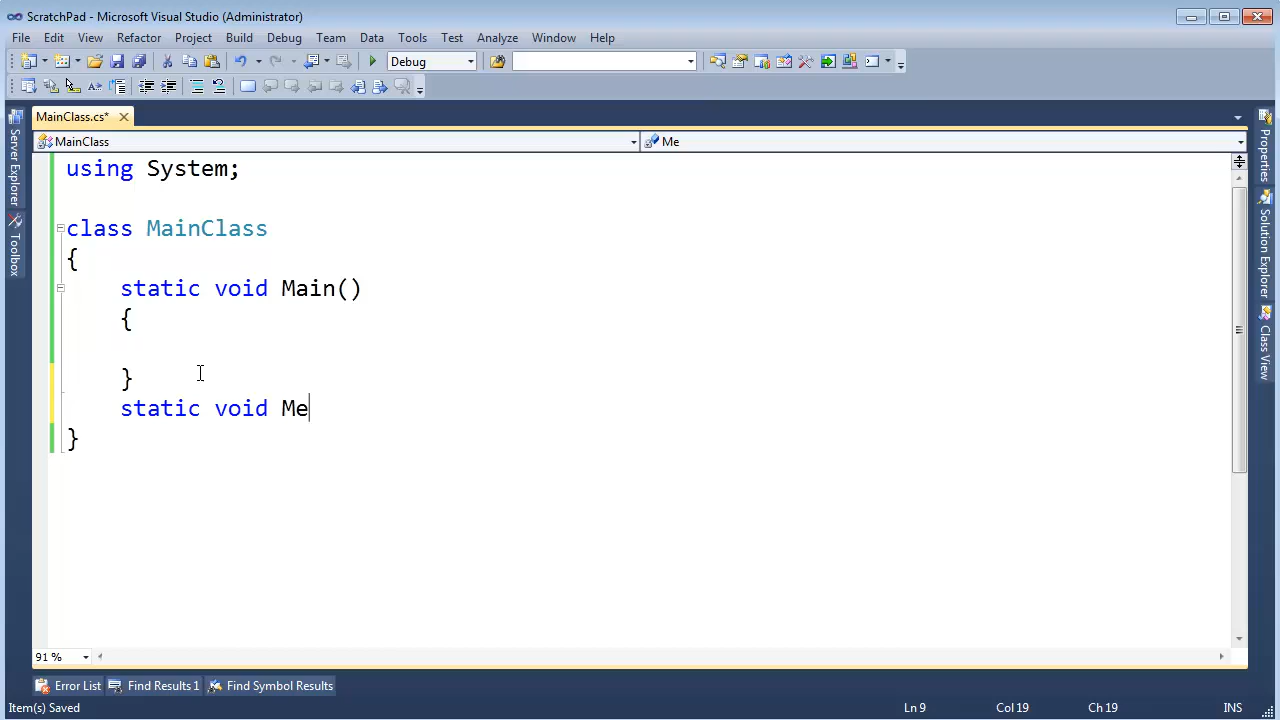 ScratchPad - Microsoft Visual Studio (Administrator)
File Edit View Refactor Project Build Debug Team Data Tools Test Analyze Window Help
Debug
MainClass.cs*
MainClass Me
Server Explorer
Toolbox
Properties
Solution Explorer
Class View
using System;
class MainClass
{
static void Main()
{
}
static void Me
}
91 %
Error List Find Results 1 Find Symbol Results
Item(s) Saved Ln 9 Col 19 Ch 19 INS